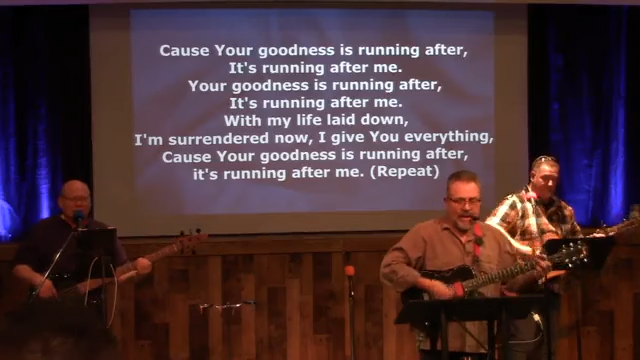 Cause Your goodness is running after,
It's running after me.
Your goodness is running after,
It's running after me.
With my life laid down,
I'm surrendered now, I give You everything,
Cause Your goodness is running after,
it's running after me. (Repeat)